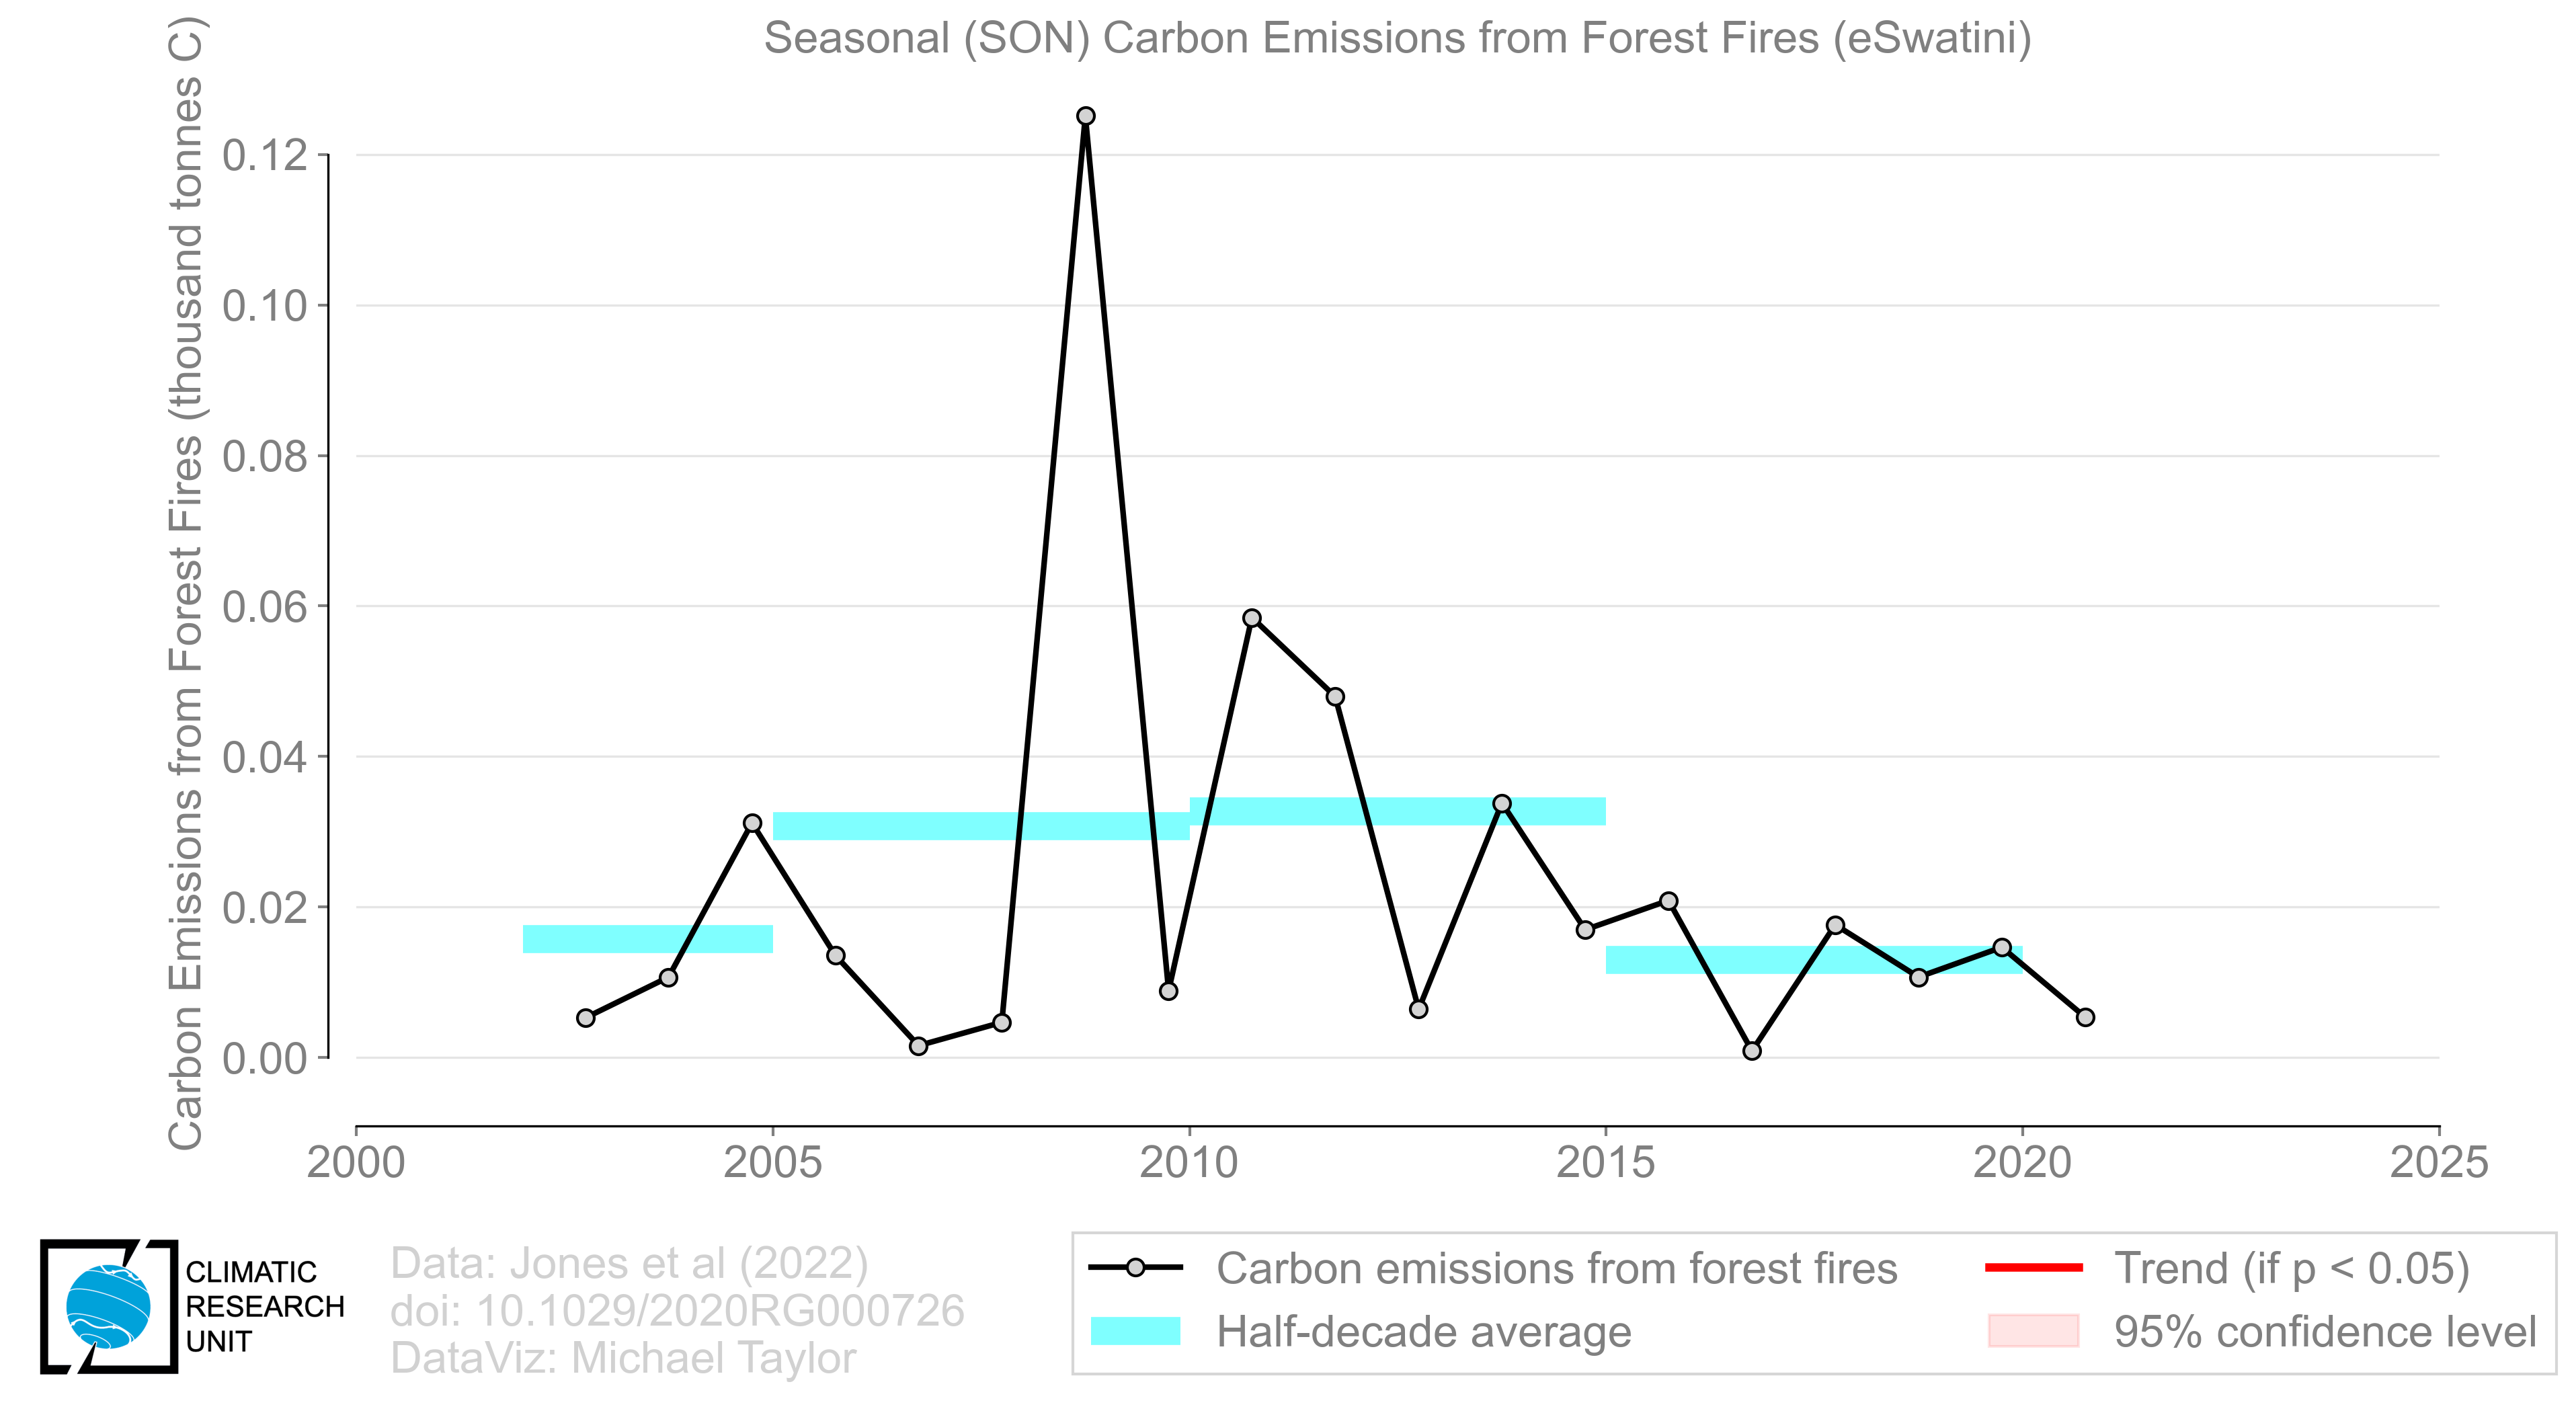 Seasonal (SON) Carbon Emissions from Forest Fires (eSwatini)
Carbon Emissions from Forest Fires (thousand tonnes C)
0.12
0.10
0.08
0.06
0.04
0.02
0.00
2000 2005 2010 2015 2020 2025
CLIMATIC
RESEARCH
UNIT
Data: Jones et al (2022)
doi: 10.1029/2020RG000726
DataViz: Michael Taylor
Carbon emissions from forest fires
Half-decade average
Trend (if p < 0.05)
95% confidence level